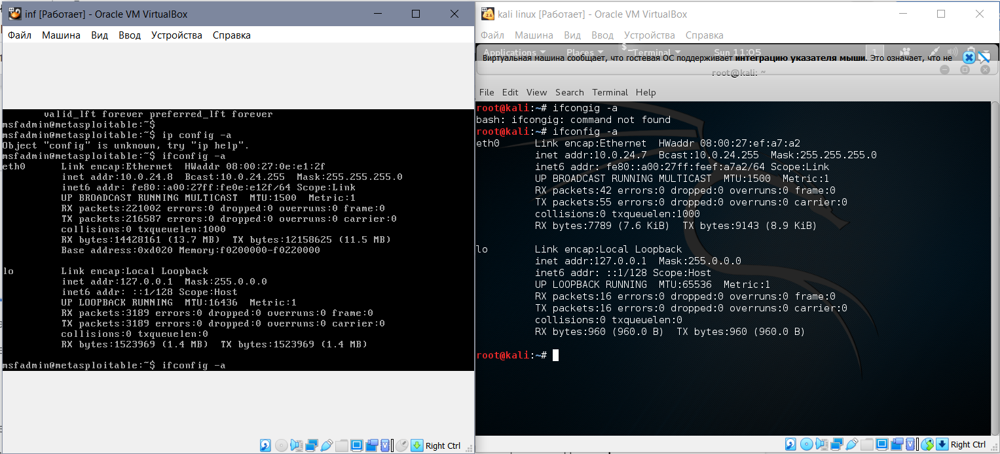 inf [Работает] - Oracle VM VirtualBox
Файл Машина Вид Ввод Устройства Справка
valid_lft forever preferred_lft forever
msfadmin@metasploitable:~$
msfadmin@metasploitable:~$ ip config -a
Object "config" is unknown, try "ip help".
msfadmin@metasploitable:~$ ifconfig -a
eth0 Link encap:Ethernet HWaddr 08:00:27:0e:e1:2f
inet addr:10.0.24.8 Bcast:10.0.24.255 Mask:255.255.255.0
inet6 addr: fe80::a00:27ff:fe0e:e12f/64 Scope:Link
UP BROADCAST RUNNING MULTICAST MTU:1500 Metric:1
RX packets:221002 errors:0 dropped:0 overruns:0 frame:0
TX packets:216587 errors:0 dropped:0 overruns:0 carrier:0
collisions:0 txqueuelen:1000
RX bytes:14428161 (13.7 MB) TX bytes:12158625 (11.5 MB)
Base address:0xd020 Memory:f0200000-f0220000
lo Link encap:Local Loopback
inet addr:127.0.0.1 Mask:255.0.0.0
inet6 addr: ::1/128 Scope:Host
UP LOOPBACK RUNNING MTU:16436 Metric:1
RX packets:3189 errors:0 dropped:0 overruns:0 frame:0
TX packets:3189 errors:0 dropped:0 overruns:0 carrier:0
collisions:0 txqueuelen:0
RX bytes:1523969 (1.4 MB) TX bytes:1523969 (1.4 MB)
msfadmin@metasploitable:~$ ifconfig -a
Right Ctrl
kali linux [Работает] - Oracle VM VirtualBox
Файл Машина Вид Ввод Устройства Справка
Applications Places Terminal Sun 11:05 1
Виртуальная машина сообщает, что гостевая ОС поддерживает интеграцию указателя мыши. Это означает, что не
root@kali: ~
File Edit View Search Terminal Help
root@kali:~# ifcongig -a
bash: ifcongig: command not found
root@kali:~# ifconfig -a
eth0 Link encap:Ethernet HWaddr 08:00:27:ef:a7:a2
inet addr:10.0.24.7 Bcast:10.0.24.255 Mask:255.255.255.0
inet6 addr: fe80::a00:27ff:feef:a7a2/64 Scope:Link
UP BROADCAST RUNNING MULTICAST MTU:1500 Metric:1
RX packets:42 errors:0 dropped:0 overruns:0 frame:0
TX packets:55 errors:0 dropped:0 overruns:0 carrier:0
collisions:0 txqueuelen:1000
RX bytes:7789 (7.6 KiB) TX bytes:9143 (8.9 KiB)
lo Link encap:Local Loopback
inet addr:127.0.0.1 Mask:255.0.0.0
inet6 addr: ::1/128 Scope:Host
UP LOOPBACK RUNNING MTU:65536 Metric:1
RX packets:16 errors:0 dropped:0 overruns:0 frame:0
TX packets:16 errors:0 dropped:0 overruns:0 carrier:0
collisions:0 txqueuelen:0
RX bytes:960 (960.0 B) TX bytes:960 (960.0 B)
root@kali:~#
Right Ctrl